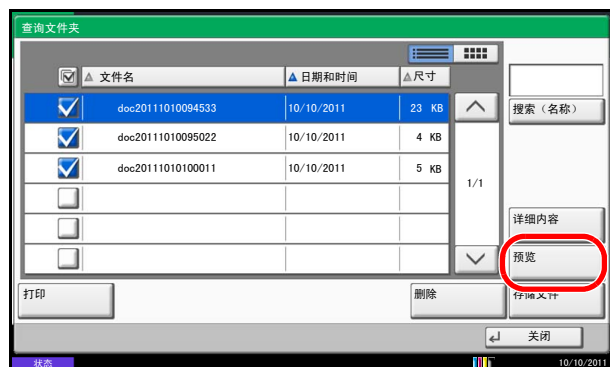 查询文件夹
文件名 日期和时间 尺寸
doc20111010094533 10/10/2011 23 KB
doc20111010095022 10/10/2011 4 KB
doc20111010100011 10/10/2011 5 KB
1/1
搜索（名称）
详细内容
预览
打印 删除 存储文件
关闭
状态 10/10/2011